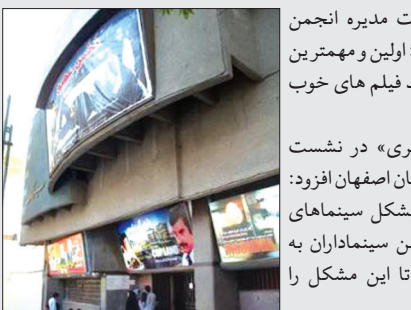 ت مدیره انجمن
: اولین و مهمترین
د فیلم های خوب
ری» در نشست
ان اصفهان افزود:
شکل سینماهای
ن سینماداران به
تا این مشکل را